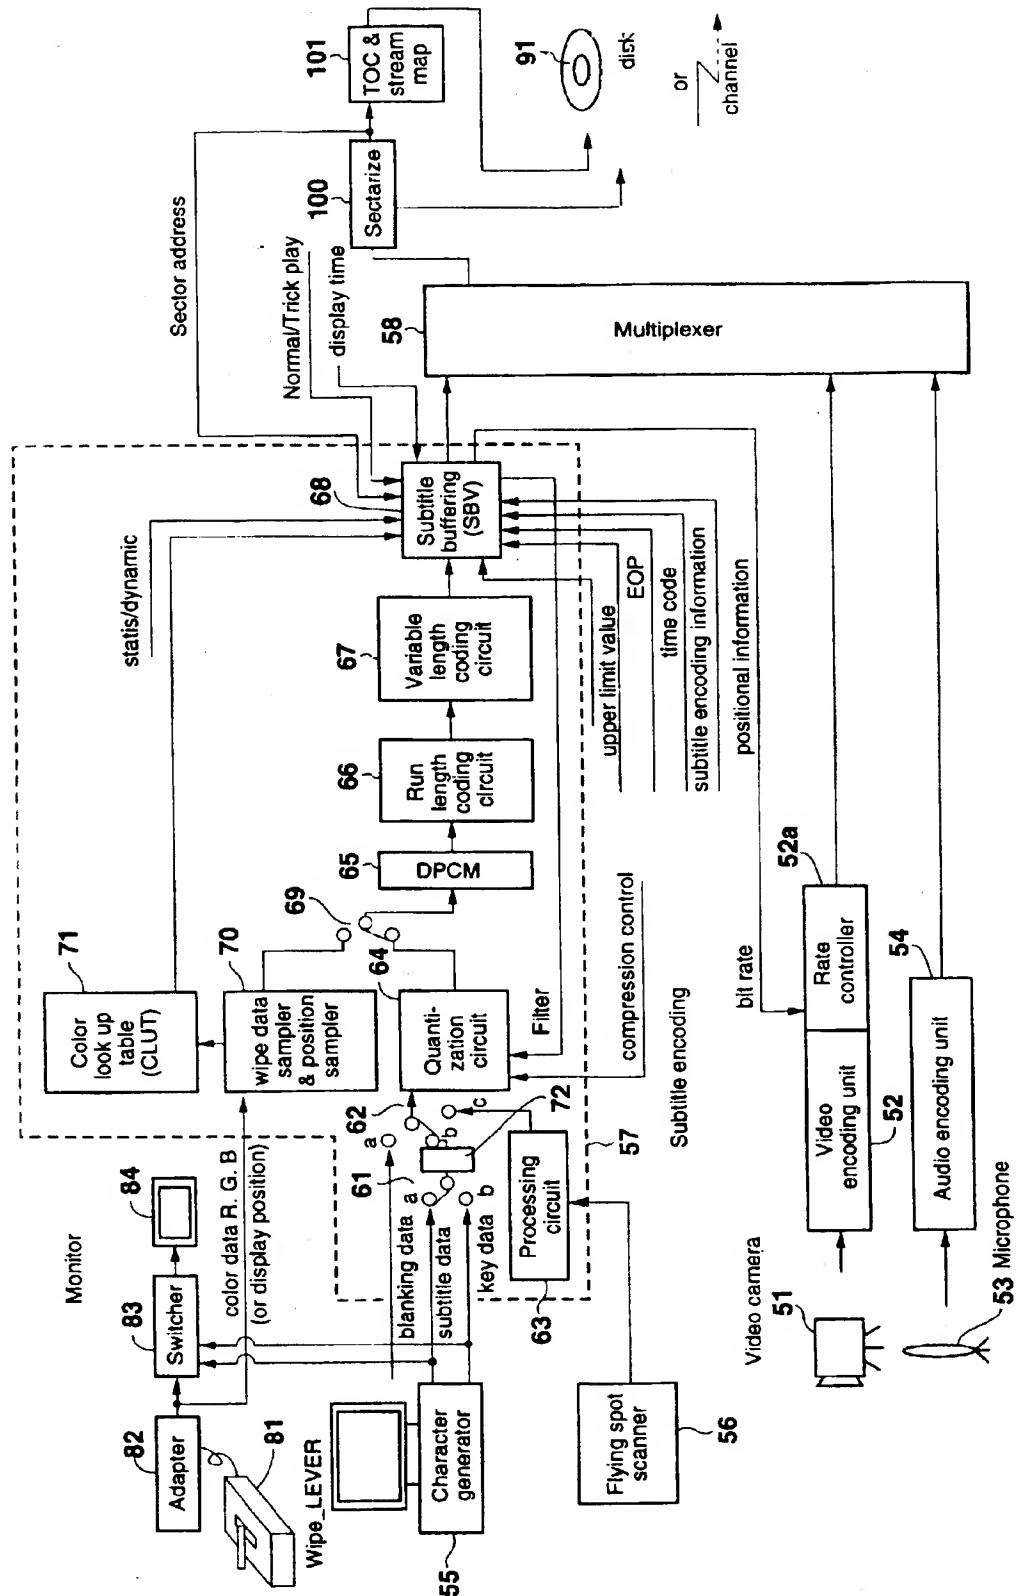 Monitor
84
83
Switcher
82
Adapter
81
Wipe_LEVER
color data R. G. B
(or display position)
71
Color
look up
table
(CLUT)
70
wipe data
sampler
& position
sampler
69
64
Quanti-
zation
circuit
62
61
a
b
c
a
b
72
blanking data
subtitle data
key data
Processing
circuit
63
57
Character
generator
55
Flying spot
scanner
56
65
DPCM
66
Run
length
coding
circuit
67
Variable
length
coding
circuit
68
Subtitle
buffering
(SBV)
statis/dynamic
Sector address
Normal/Trick play
display time
Filter
compression control
Subtitle encoding
upper limit value
EOP
time code
subtitle encoding information
positional information
bit rate
58
Multiplexer
100
Sectarize
101
TOC &
stream
map
91
disk
or
channel
Video camera
51
Video
encoding unit
52
Rate
controller
52a
53
Microphone
Audio encoding unit
54